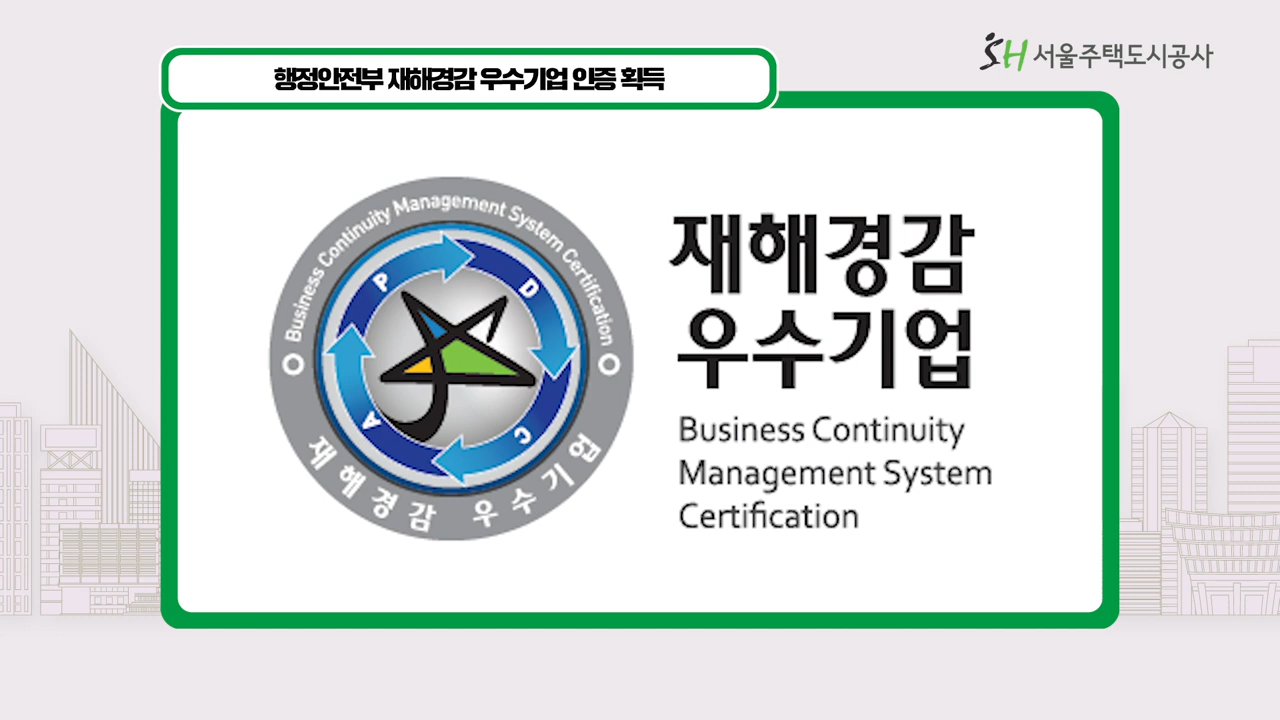 행정안전부 재해경감 우수기업 인증 획득
SH 서울주택도시공사
Business Continuity Management System Certification
P
D
A
C
재해경감 우수기업
재해경감
우수기업
Business Continuity
Management System
Certification